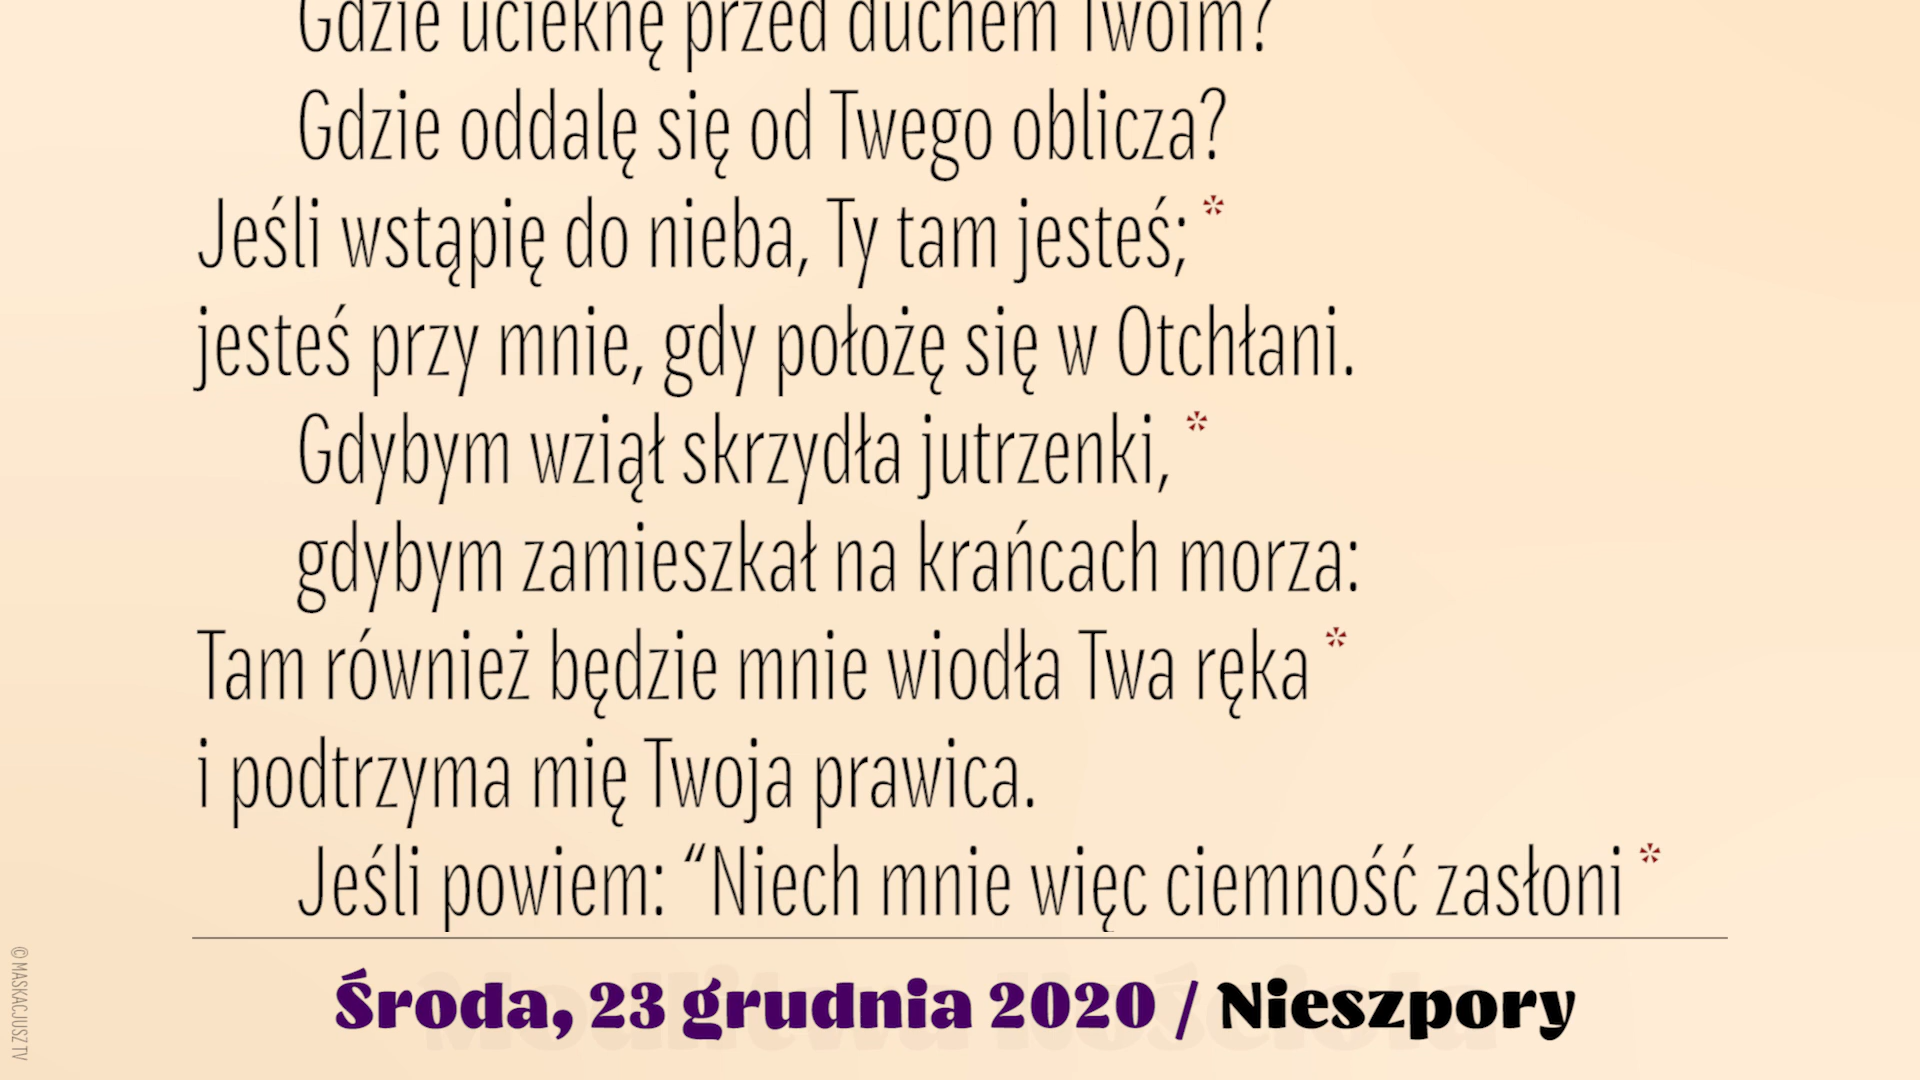 Gdzie ucieknę przed duchem Twoim?
Gdzie oddalę się od Twego oblicza?
Jeśli wstąpię do nieba, Ty tam jesteś; *
jesteś przy mnie, gdy położę się w Otchłani.
Gdybym wziął skrzydła jutrzenki, *
gdybym zamieszkał na krańcach morza:
Tam również będzie mnie wiodła Twa ręka *
i podtrzyma mię Twoja prawica.
Jeśli powiem: “Niech mnie więc ciemność zasłoni *
Środa, 23 grudnia 2020 / Nieszpory
© MASKACJUSZ TV